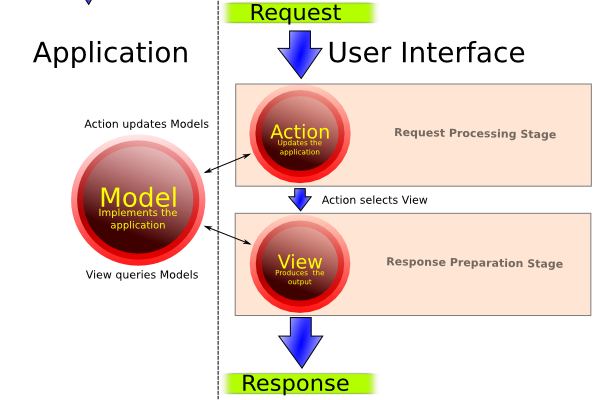 Request
Application
User Interface
Action updates Models
Action
Updates the
application
Request Processing Stage
Model
Implements the
application
Action selects View
View queries Models
View
Produces the
output
Response Preparation Stage
Response